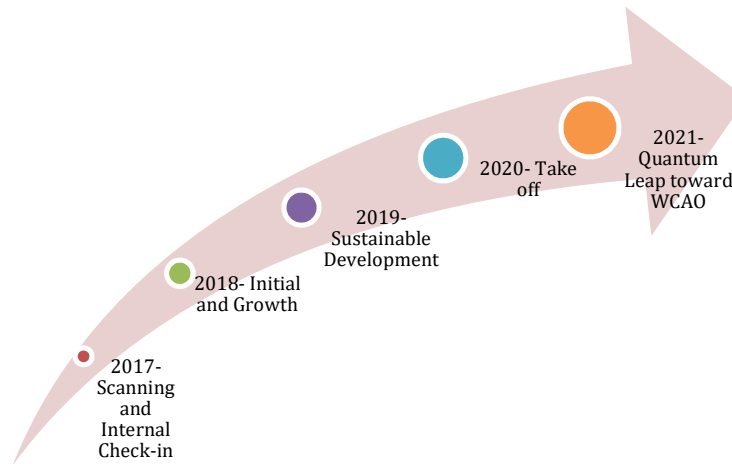 2017-
Scanning
and
Internal
Check-in
2018- Initial
and Growth
2019-
Sustainable
Development
2020- Take
off
2021-
Quantum
Leap toward
WCAO